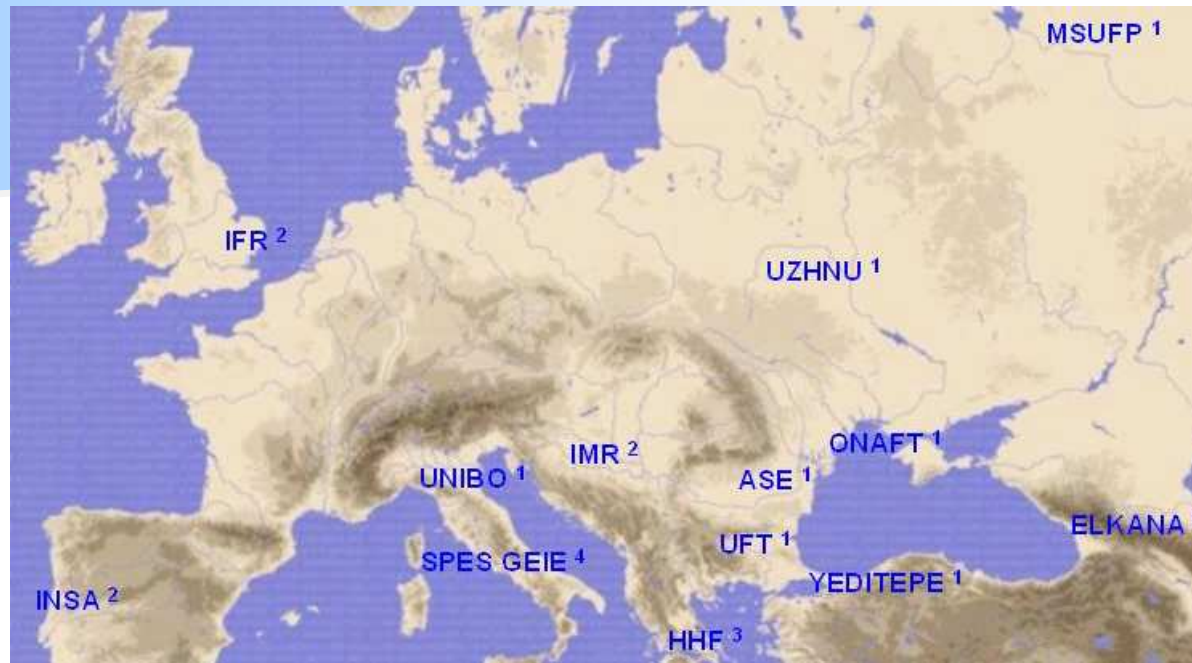 MSUFP ¹
IFR ²
UZHNU ¹
ONAFT ¹
IMR ²
UNIBO ¹
ASE ¹
ELKANA
UFT ¹
SPES GEIE ⁴
YEDITEPE ¹
INSA ²
HHF ³